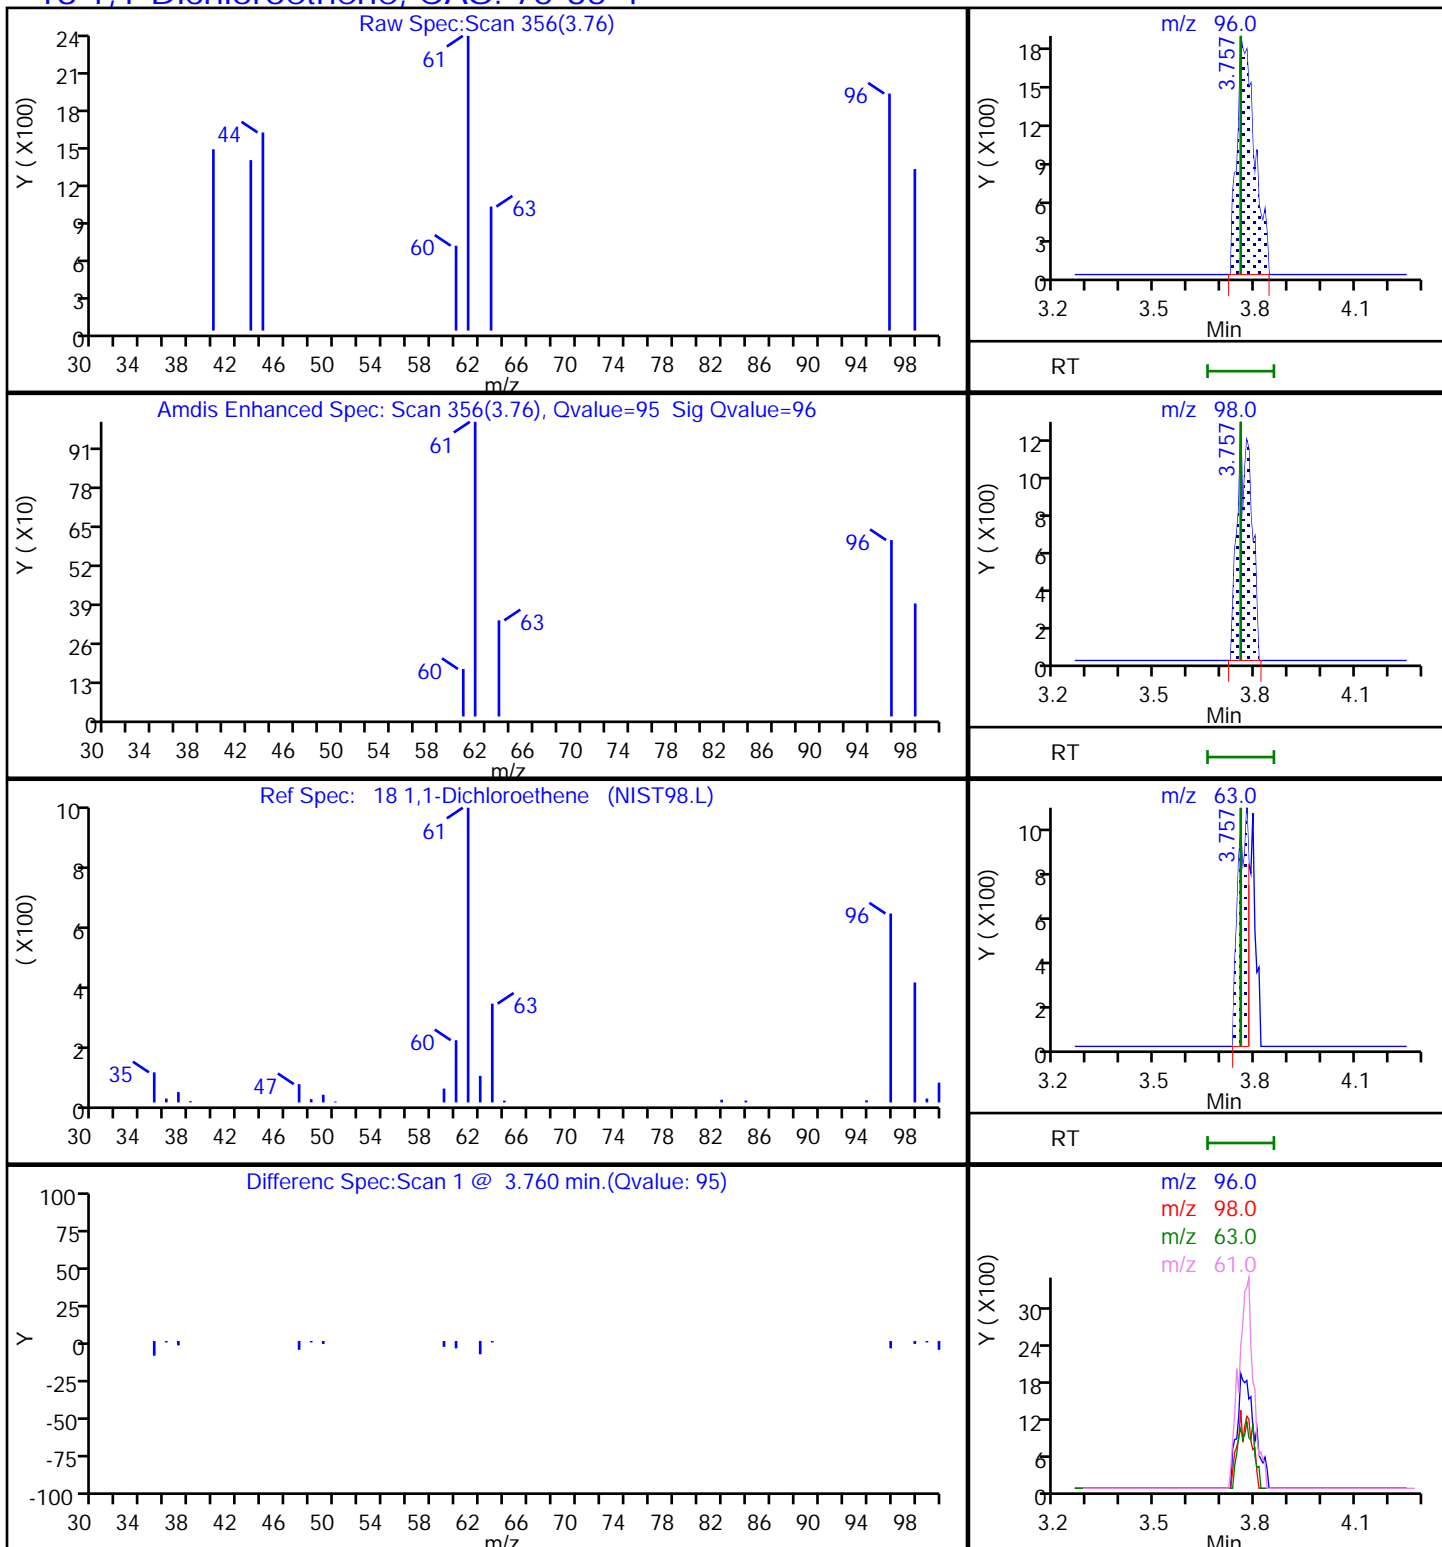 18 1,1-Dichloroethene, CAS: 75-35-4
Raw Spec:Scan 356(3.76)
Y ( X100)
24
21
18
15
12
9
6
3
0
44
61
60
63
96
30 34 38 42 46 50 54 58 62 66 70 74 78 82 86 90 94 98
m/z
m/z 96.0
3.757
Y ( X100)
18
15
12
9
6
3
0
3.2 3.5 3.8 4.1
Min
RT
Amdis Enhanced Spec: Scan 356(3.76), Qvalue=95 Sig Qvalue=96
Y ( X10)
91
78
65
52
39
26
13
0
61
60
63
96
30 34 38 42 46 50 54 58 62 66 70 74 78 82 86 90 94 98
m/z
m/z 98.0
3.757
Y ( X100)
12
10
8
6
4
2
0
3.2 3.5 3.8 4.1
Min
RT
Ref Spec: 18 1,1-Dichloroethene (NIST98.L)
( X100)
10
8
6
4
2
0
35
47
61
60
63
96
30 34 38 42 46 50 54 58 62 66 70 74 78 82 86 90 94 98
m/z 63.0
3.757
Y ( X100)
10
8
6
4
2
0
3.2 3.5 3.8 4.1
Min
RT
Differenc Spec:Scan 1 @ 3.760 min.(Qvalue: 95)
Y
100
75
50
25
0
-25
-50
-75
-100
30 34 38 42 46 50 54 58 62 66 70 74 78 82 86 90 94 98
m/z
m/z 96.0
m/z 98.0
m/z 63.0
m/z 61.0
Y ( X100)
30
24
18
12
6
0
3.2 3.5 3.8 4.1
Min